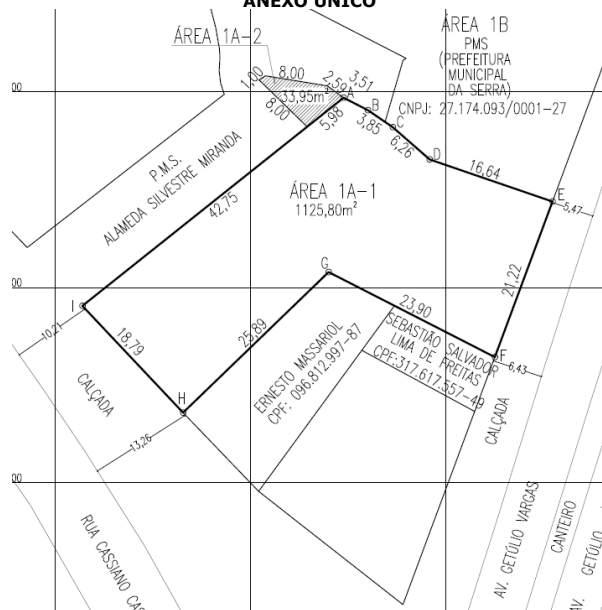 ANEXO ÚNICO
ÁREA 1A-2
ÁREA 1B
PMS
(PREFEITURA
MUNICIPAL
DA SERRA)
CNPJ: 27.174.093/0001-27
1,00
8,00
2,59
3,51
33,95m²
8,00
5,98
A
B
3,85
C
6,26
D
16,64
E
5,47
P.M.S.
ALAMEDA SILVESTRE MIRANDA
42,75
ÁREA 1A-1
1125,80m²
21,22
G
23,90
I
10,21
18,79
25,89
F
6,43
H
13,26
CALÇADA
ERNESTO MASSARIOL
CPF: 096.812.997-87
SEBASTIÃO SALVADOR
LIMA DE FREITAS
CPF:317.617.557-49
CALÇADA
RUA CASSIANO
AV. GETÚLIO VARGAS
CANTEIRO
AV. GETÚLIO
00
00
00